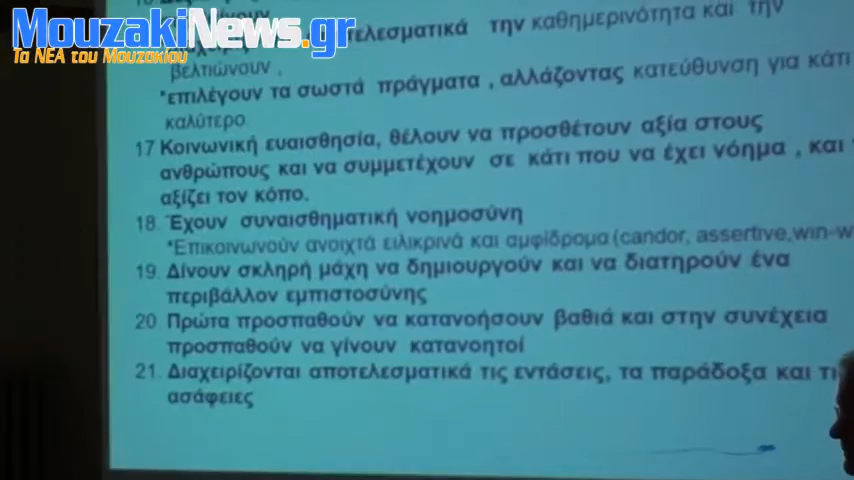 MouzakiNews.gr
Τα ΝΕΑ του Μουζακίου
την καθημερινότητα και την
βελτιώνουν ,
*επιλέγουν τα σωστά πράγματα , αλλάζοντας κατεύθυνση για κάτι
καλύτερο.
17 Κοινωνική ευαισθησία, θέλουν να προσθέτουν αξία στους
ανθρώπους και να συμμετέχουν σε κάτι που να έχει νόημα , και
αξίζει τον κόπο.
18. Έχουν συναισθηματική νοημοσύνη
*Επικοινωνούν ανοιχτά ειλικρινά και αμφίδρομα (candor, assertive,win-w
19. Δίνουν σκληρή μάχη να δημιουργούν και να διατηρούν ένα
περιβάλλον εμπιστοσύνης
20. Πρώτα προσπαθούν να κατανοήσουν βαθιά και στην συνέχεια
προσπαθούν να γίνουν κατανοητοί
21. Διαχειρίζονται αποτελεσματικά τις εντάσεις, τα παράδοξα και τι
ασάφειες